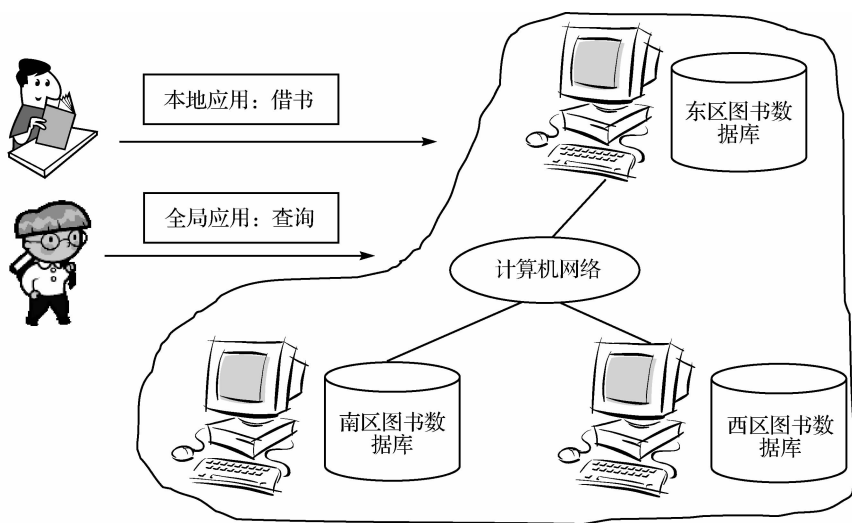 本地应用：借书
东区图书数
据库
全局应用：查询
计算机网络
南区图书数
据库
西区图书数
据库